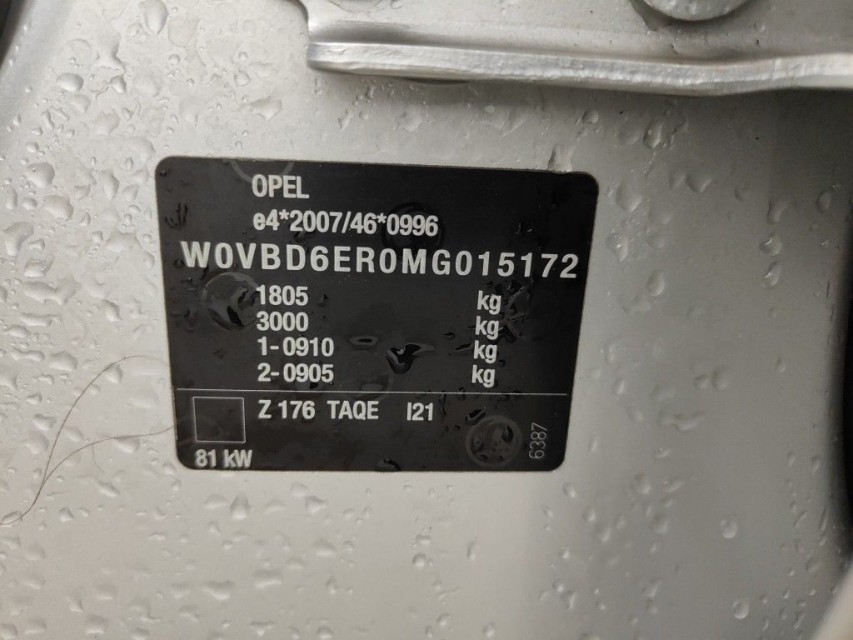 OPEL
e4*2007/46*0996
W0VBD6ER0MG015172
1805 kg
3000 kg
1-0910 kg
2-0905 kg
Z 176 TAQE I21
81 kW
6387